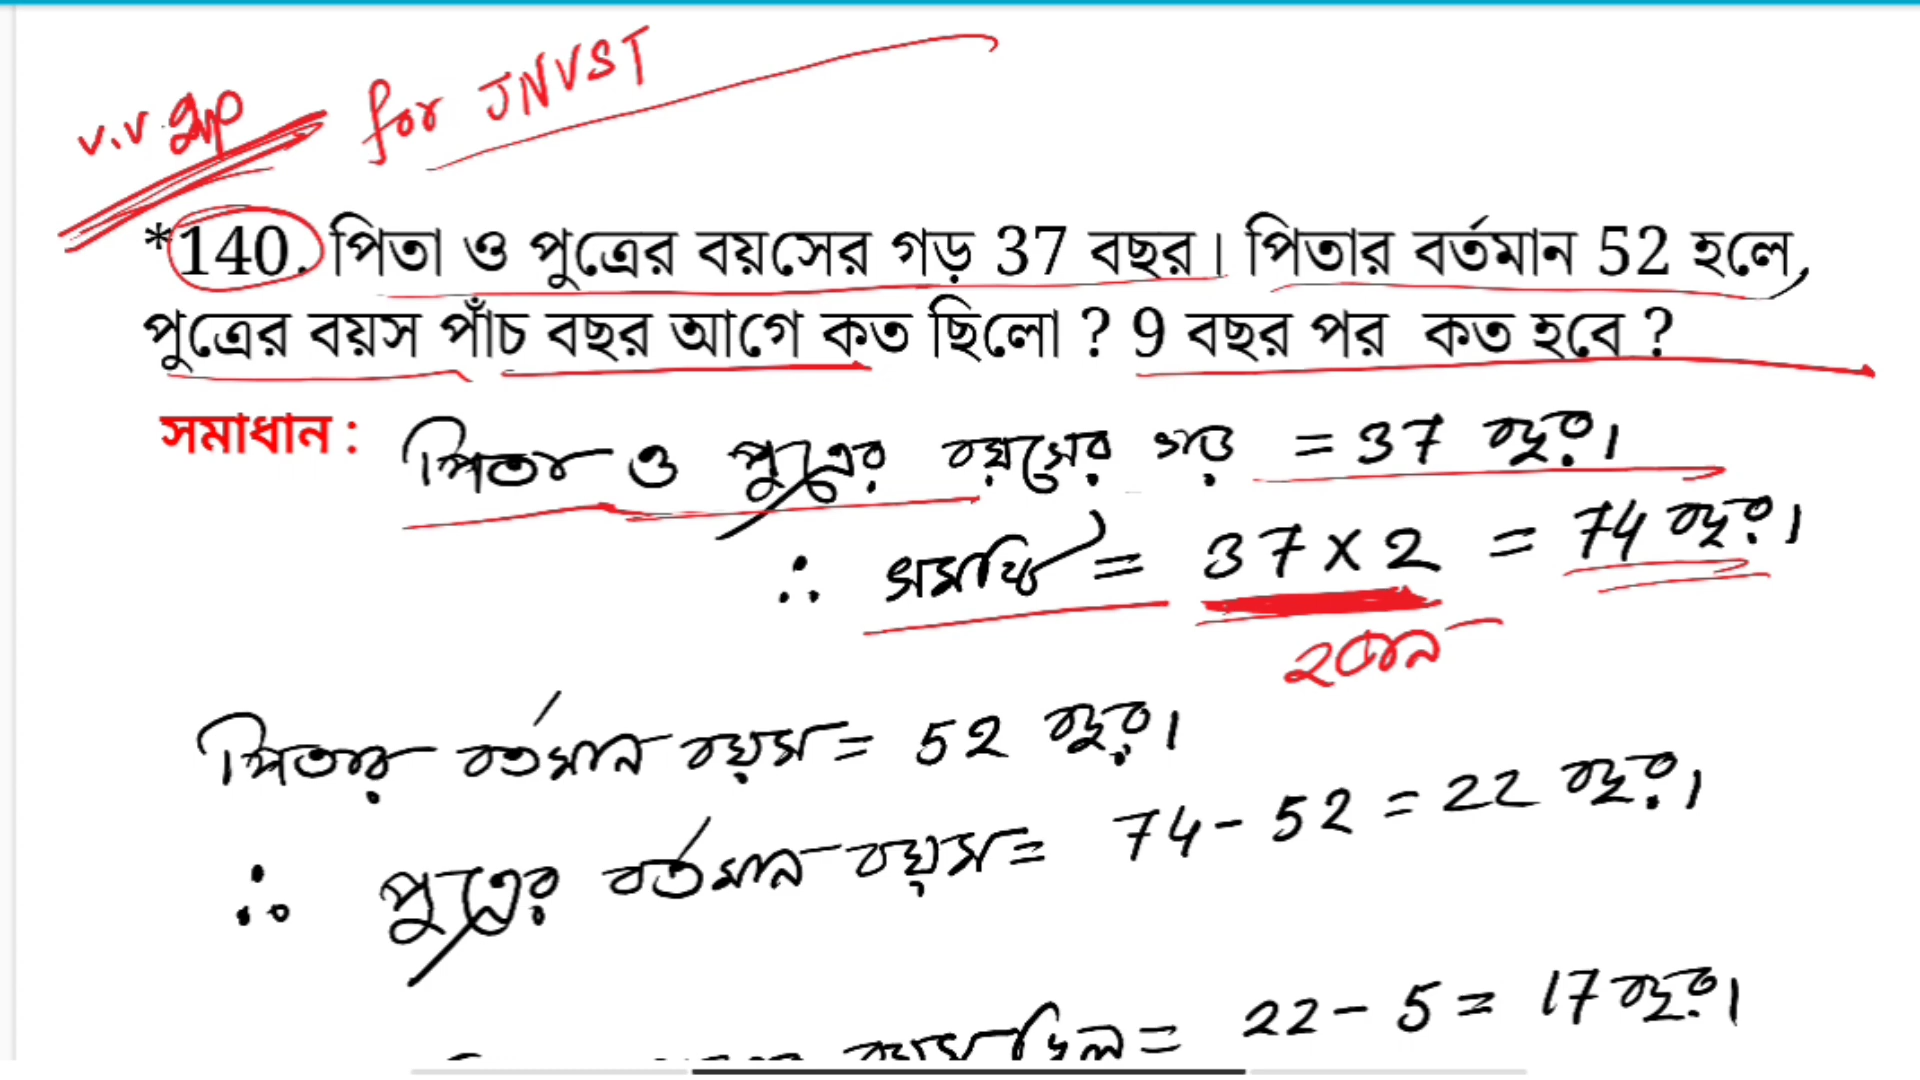 v.v. Imp for JNVST
*140. পিতা ও পুত্রের বয়সের গড় 37 বছর। পিতার বর্তমান 52 হলে,
পুত্রের বয়স পাঁচ বছর আগে কত ছিলো ? 9 বছর পর কত হবে ?
সমাধান : পিতা ও পুত্রের বয়সের গড় = 37 বছর।
∴ সমষ্টি = 37 × 2 = 74 বছর।
২জন
পিতার বর্তমান বয়স = 52 বছর।
∴ পুত্রের বর্তমান বয়স = 74 - 52 = 22 বছর।
বয়স ছিল = 22 - 5 = 17 বছর।